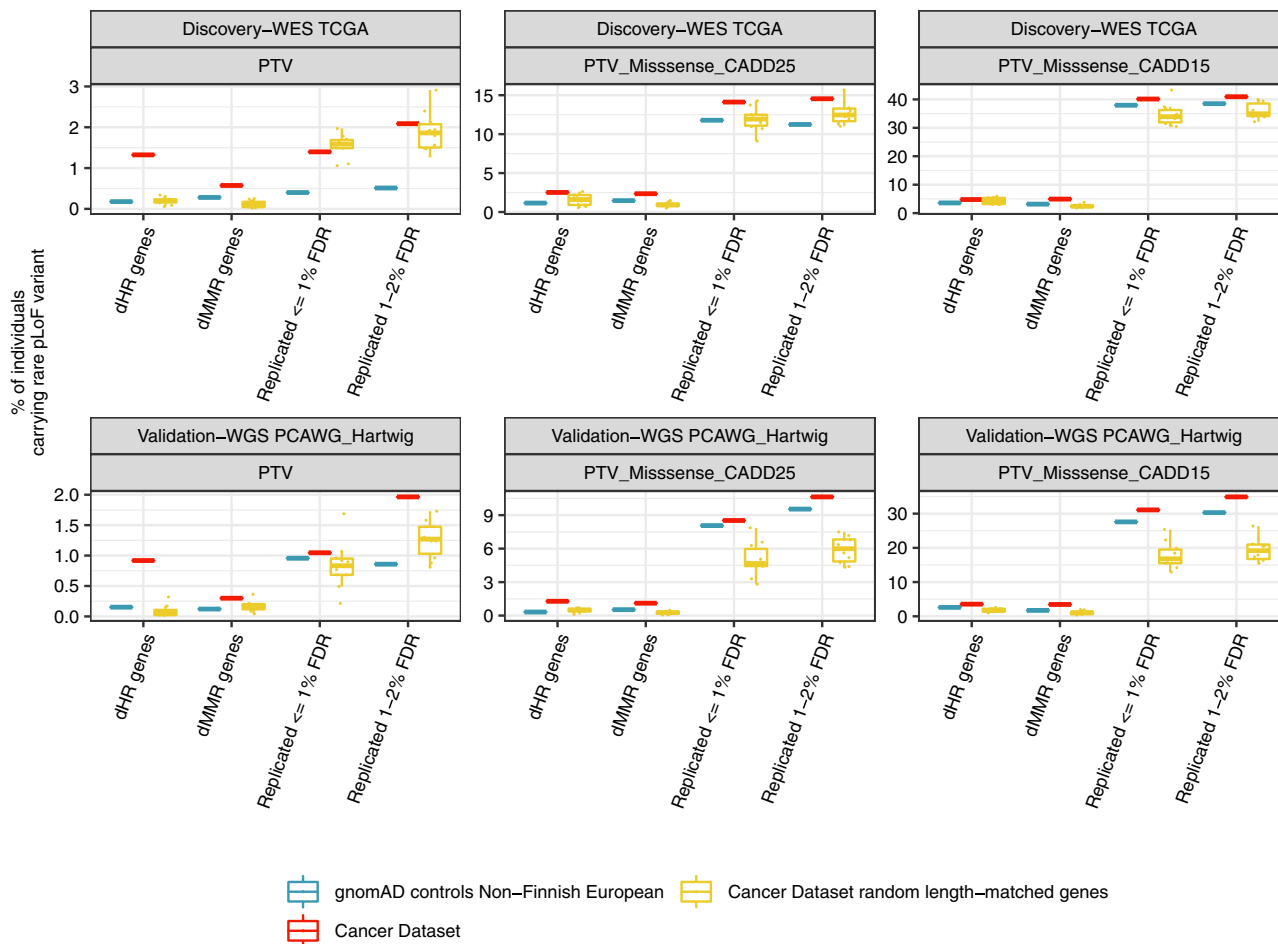 % of individuals
carrying rare pLoF variant
Discovery−WES TCGA
PTV
3
2
1
0
dHR genes
dMMR genes
Replicated <= 1% FDR
Replicated 1−2% FDR
Discovery−WES TCGA
PTV_Misssense_CADD25
15
10
5
0
dHR genes
dMMR genes
Replicated <= 1% FDR
Replicated 1−2% FDR
Discovery−WES TCGA
PTV_Misssense_CADD15
40
30
20
10
0
dHR genes
dMMR genes
Replicated <= 1% FDR
Replicated 1−2% FDR
Validation−WGS PCAWG_Hartwig
PTV
2.0
1.5
1.0
0.5
0.0
dHR genes
dMMR genes
Replicated <= 1% FDR
Replicated 1−2% FDR
Validation−WGS PCAWG_Hartwig
PTV_Misssense_CADD25
9
6
3
0
dHR genes
dMMR genes
Replicated <= 1% FDR
Replicated 1−2% FDR
Validation−WGS PCAWG_Hartwig
PTV_Misssense_CADD15
30
20
10
0
dHR genes
dMMR genes
Replicated <= 1% FDR
Replicated 1−2% FDR
gnomAD controls Non−Finnish European
Cancer Dataset random length−matched genes
Cancer Dataset